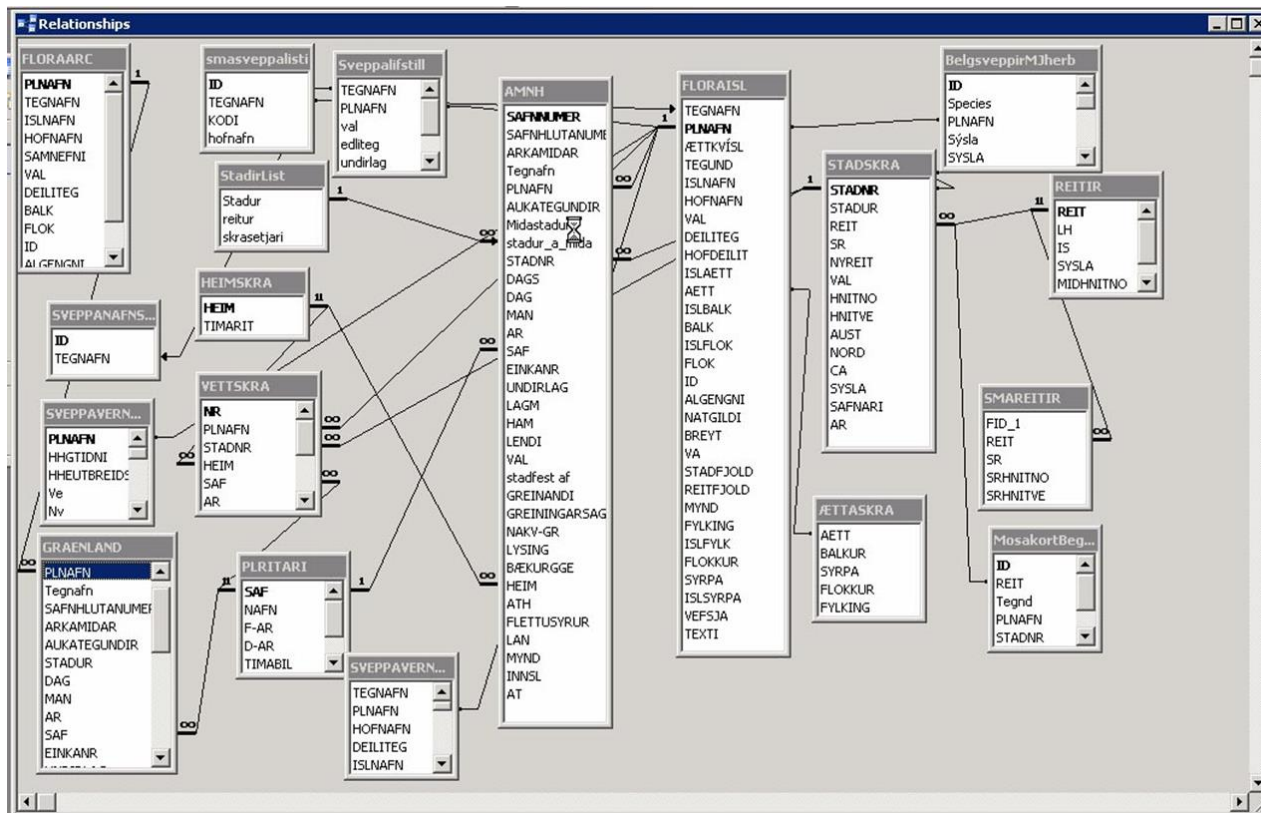 Relationships
FLORAARC
PLNAFN
TEGNAFN
ISLNAFN
HOFNAFN
SAMNEFNI
VAL
DEILITEG
BALK
FLOK
ID
ALGENGNI
1
smasveppalisti
ID
TEGNAFN
KODI
hofnafn
Sveppalifstill
TEGNAFN
PLNAFN
val
edliteg
undirlag
StadirList
Stadur
reitur
skrasetjari
1
HEIMSKRA
HEIM
TIMARIT
SVEPPANAFNS...
ID
TEGNAFN
SVEPPAVERN...
PLNAFN
HHGTIDNI
HHEUTBREIDS
Ve
Nv
VETTSKRA
NR
PLNAFN
STADNR
HEIM
SAF
AR
∞
∞
∞
∞
GRAENLAND
PLNAFN
Tegnafn
SAFNHLUTANUMER
ARKAMIDAR
AUKATEGUNDIR
STADUR
DAG
MAN
AR
SAF
EINKANR
∞
∞
PLRITARI
SAF
NAFN
F-AR
D-AR
TIMABIL
1
SVEPPAVERN...
TEGNAFN
PLNAFN
HOFNAFN
DEILITEG
ISLNAFN
AMNH
SAFNNUMER
SAFNHLUTANUME
ARKAMIDAR
Tegnafn
PLNAFN
AUKATEGUNDIR
Midastadur
stadur_a_mida
STADNR
DAGS
DAG
MAN
AR
SAF
EINKANR
UNDIRLAG
LAGM
HAM
LENDI
VAL
stadfest af
GREINANDI
GREININGARSAG
NAKV-GR
LYSING
BÆKURGGE
HEIM
ATH
FLETTUSYRUR
LAN
MYND
INNSL
AT
∞
∞
∞
∞
∞
FLORAISL
TEGNAFN
PLNAFN
ÆTTKVÍSL
TEGUND
ISLNAFN
HOFNAFN
VAL
DEILITEG
HOFDEILIT
ISLAETT
AETT
ISLBALK
BALK
ISLFLOK
FLOK
ID
ALGENGNI
NATGILDI
BREYT
VA
STADFJOLD
REITFJOLD
MYND
FYLKING
ISLFYLK
FLOKKUR
SYRPA
ISLSYRPA
VEFSJA
TEXTI
1
STADSKRA
STADNR
STADUR
REIT
SR
NYREIT
VAL
HNITNO
HNITVE
AUST
NORD
CA
SYSLA
SAFNARI
AR
1
∞
ÆTTASKRA
AETT
BALKUR
SYRPA
FLOKKUR
FYLKING
BelgsveppirMJherb
ID
Species
PLNAFN
Sýsla
SYSLA
REITIR
REIT
LH
IS
SYSLA
MIDHNITNO
SMAREITIR
FID_1
REIT
SR
SRHNITNO
SRHNITVE
∞
MosakortBeg...
ID
REIT
Tegnd
PLNAFN
STADNR